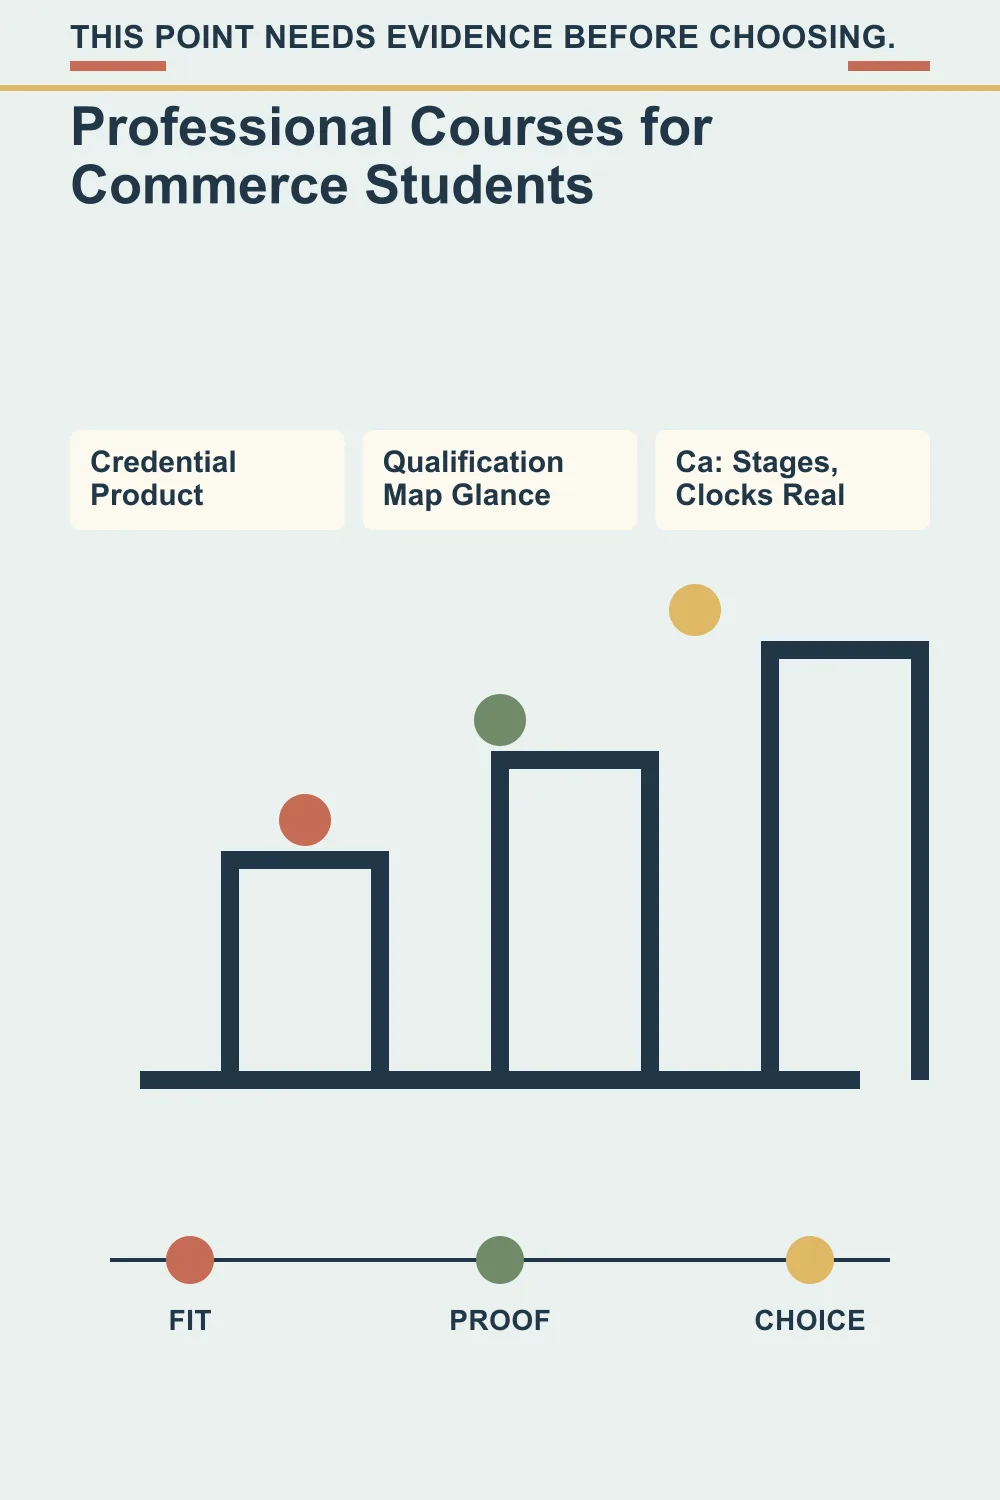 THIS POINT NEEDS EVIDENCE BEFORE CHOOSING.
Professional Courses for
Commerce Students
Credential
Product
Qualification
Map Glance
Ca: Stages,
Clocks Real
FIT
PROOF
CHOICE